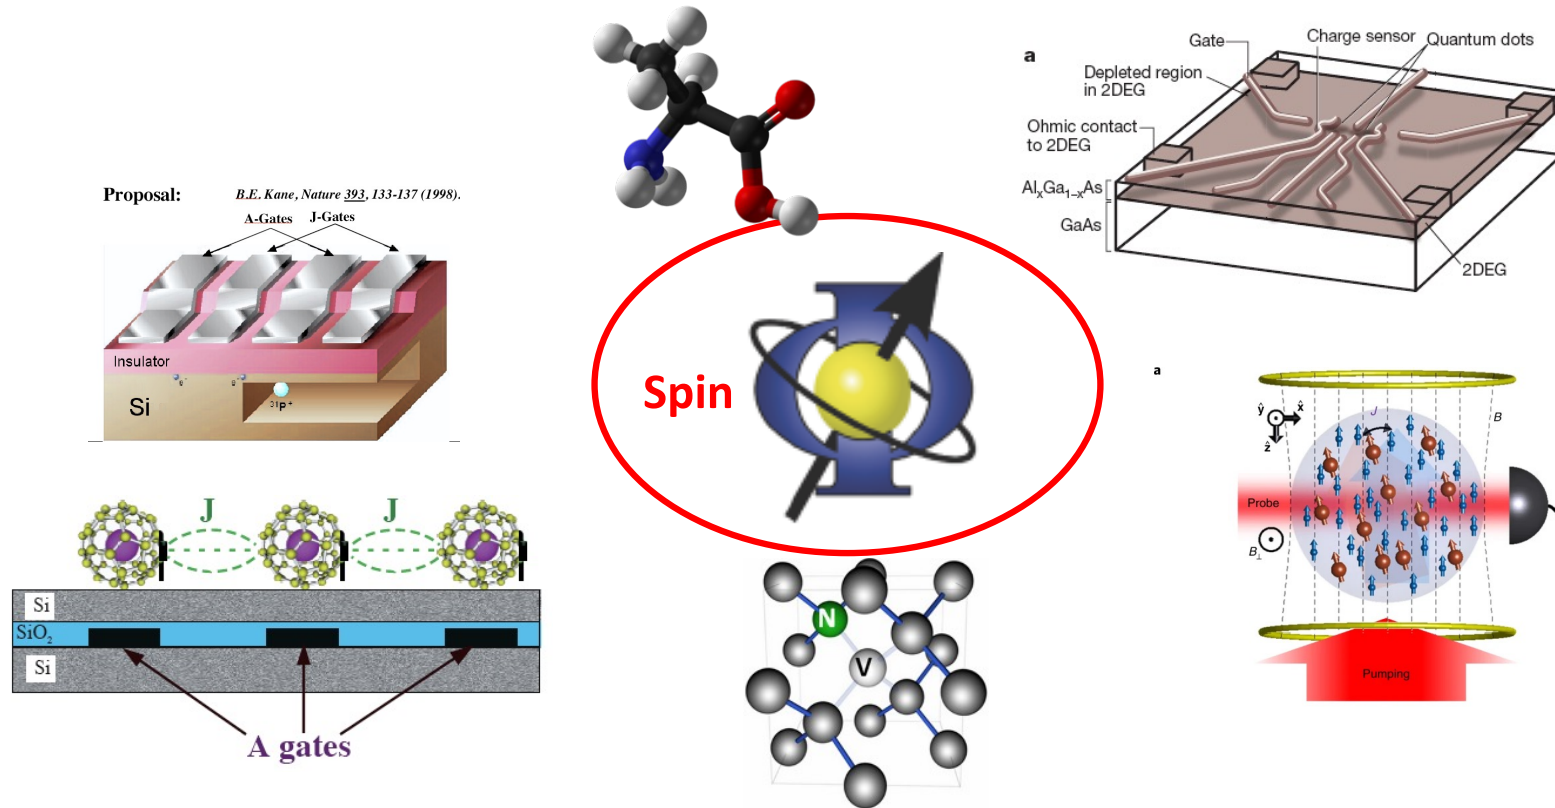 Proposal:
B.E. Kane, Nature 393, 133-137 (1998).
A-Gates
J-Gates
Insulator
Si
e-
e-
31P+
J
J
Si
SiO2
Si
A gates
Spin
N
V
a
Gate
Charge sensor
Quantum dots
Depleted region
in 2DEG
Ohmic contact
to 2DEG
AlxGa1–xAs
GaAs
2DEG
a
ŷ
x̂
ẑ
J
B
Probe
B⊥
Pumping